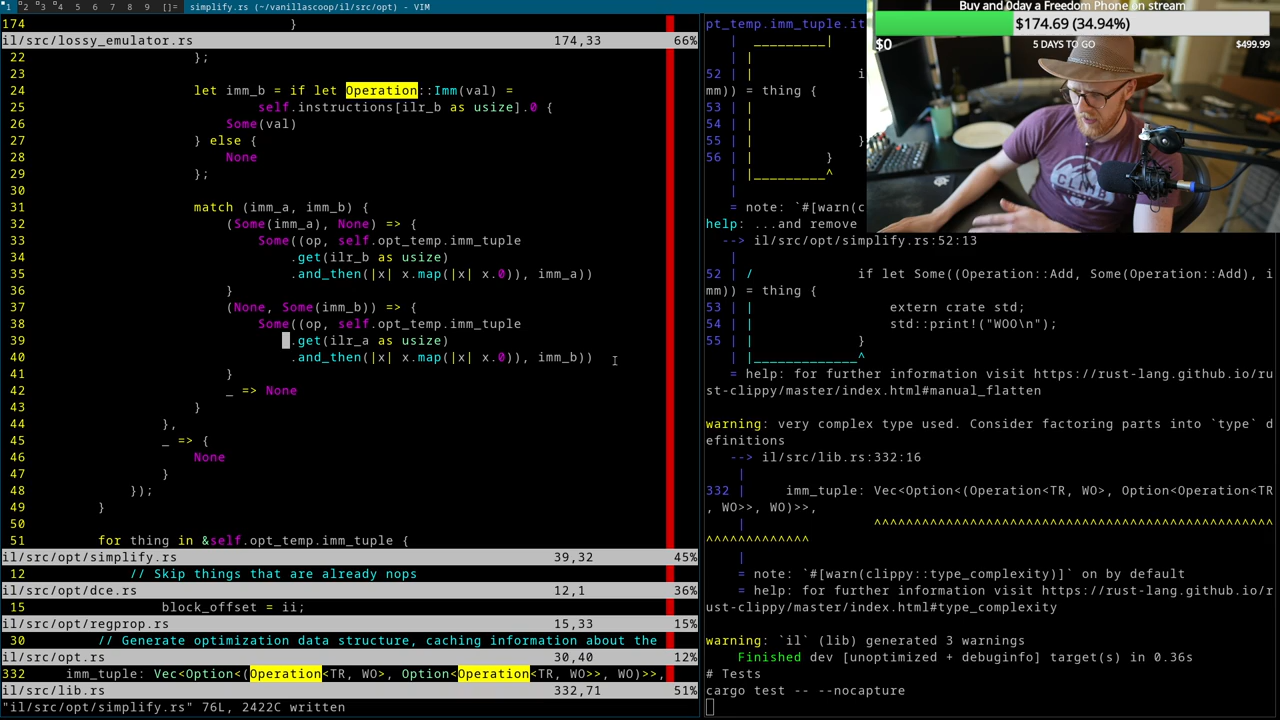 1 2 3 4 5 6 7 8 9 []= simplify.rs (~/vanillascoop/il/src/opt) - VIM
174 }
il/src/lossy_emulator.rs 174,33 66%
22 };
23
24 let imm_b = if let Operation::Imm(val) =
25 self.instructions[ilr_b as usize].0 {
26 Some(val)
27 } else {
28 None
29 };
30
31 match (imm_a, imm_b) {
32 (Some(imm_a), None) => {
33 Some((op, self.opt_temp.imm_tuple
34 .get(ilr_b as usize)
35 .and_then(|x| x.map(|x| x.0)), imm_a))
36 }
37 (None, Some(imm_b)) => {
38 Some((op, self.opt_temp.imm_tuple
39 .get(ilr_a as usize)
40 .and_then(|x| x.map(|x| x.0)), imm_b))
41 }
42 _ => None
43 }
44 },
45 _ => {
46 None
47 }
48 });
49 }
50
51 for thing in &self.opt_temp.imm_tuple {
il/src/opt/simplify.rs 39,32 45%
12 // Skip things that are already nops
il/src/opt/dce.rs 12,1 36%
15 block_offset = ii;
il/src/opt/regprop.rs 15,33 15%
30 // Generate optimization data structure, caching information about the
il/src/opt.rs 30,40 12%
332 imm_tuple: Vec<Option<(Operation<TR, WO>, Option<Operation<TR, WO>>, WO)>>,
il/src/lib.rs 332,71 51%
"il/src/opt/simplify.rs" 76L, 2422C written
pt_temp.imm_tuple.it
| _________|
| |
52 | | i
mm)) = thing {
53 | |
54 | |
55 | | }
56 | | }
| |_________^
|
= note: `#[warn(c
help: ...and remove
--> il/src/opt/simplify.rs:52:13
|
52 | / if let Some((Operation::Add, Some(Operation::Add), i
mm)) = thing {
53 | | extern crate std;
54 | | std::print!("WOO\n");
55 | | }
| |_____________^
= help: for further information visit https://rust-lang.github.io/ru
st-clippy/master/index.html#manual_flatten

warning: very complex type used. Consider factoring parts into `type` d
efinitions
--> il/src/lib.rs:332:16
|
332 | imm_tuple: Vec<Option<(Operation<TR, WO>, Option<Operation<TR
, WO>>, WO)>>,
| ^^^^^^^^^^^^^^^^^^^^^^^^^^^^^^^^^^^^^^^^^^^^^^^^^^
^^^^^^^^^^^^^
|
= note: `#[warn(clippy::type_complexity)]` on by default
= help: for further information visit https://rust-lang.github.io/ru
st-clippy/master/index.html#type_complexity

warning: `il` (lib) generated 3 warnings
Finished dev [unoptimized + debuginfo] target(s) in 0.36s
# Tests
cargo test -- --nocapture
Buy and 0day a Freedom Phone on stream
$174.69 (34.94%)
$0 5 DAYS TO GO $499.99
CLMB